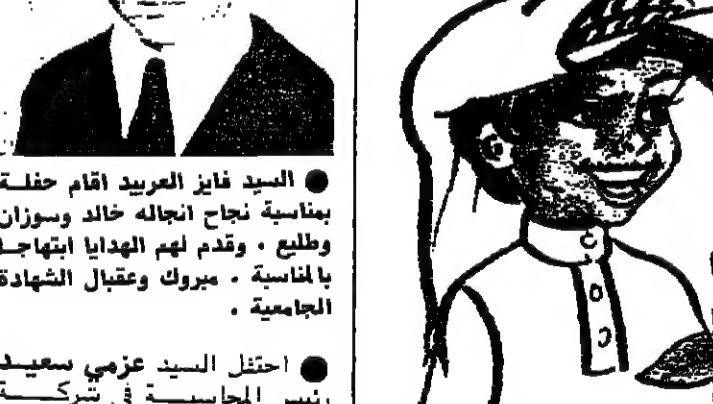 ● السيد فايز العربيد اقام حفلة
بمناسبة نجاح انجاله خالد وسوزان
وطليع ، وقدم لهم الهدايا ابتهاجا
بالمناسبة . مبروك وعقبال الشهادة
الجامعية .
● احتفل السيد عزمي سعيد
رئيس المحاسبة في شركة